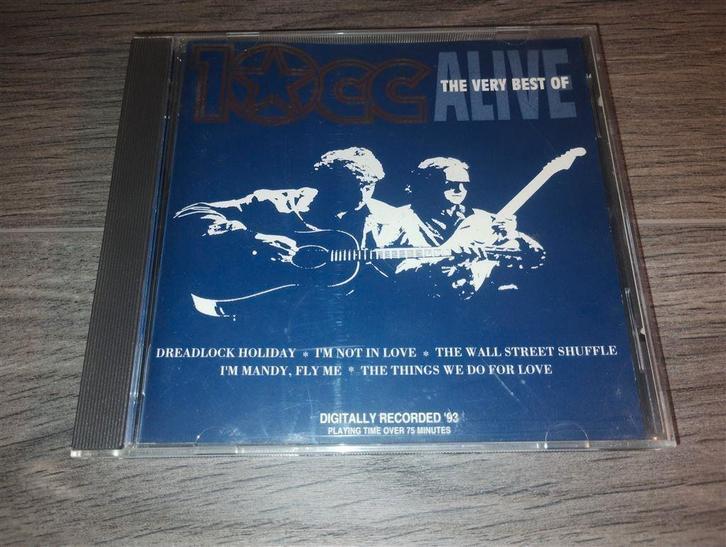 10cc ALIVE
THE VERY BEST OF
DREADLOCK HOLIDAY * I'M NOT IN LOVE * THE WALL STREET SHUFFLE
I'M MANDY, FLY ME * THE THINGS WE DO FOR LOVE
DIGITALLY RECORDED '93
PLAYING TIME OVER 75 MINUTES